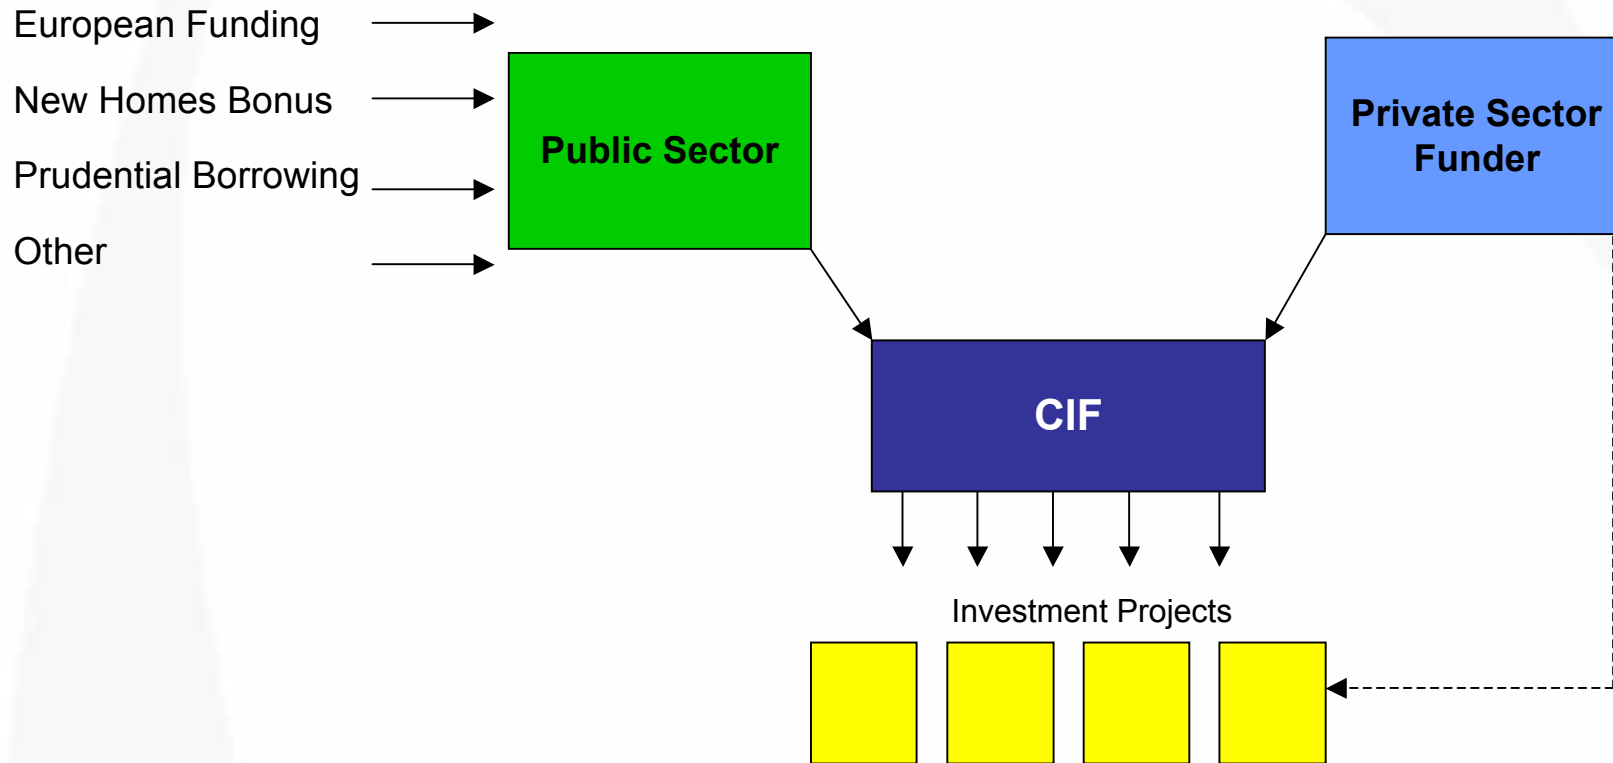 European Funding
New Homes Bonus
Prudential Borrowing
Other
Public Sector
Private Sector
Funder
CIF
Investment Projects